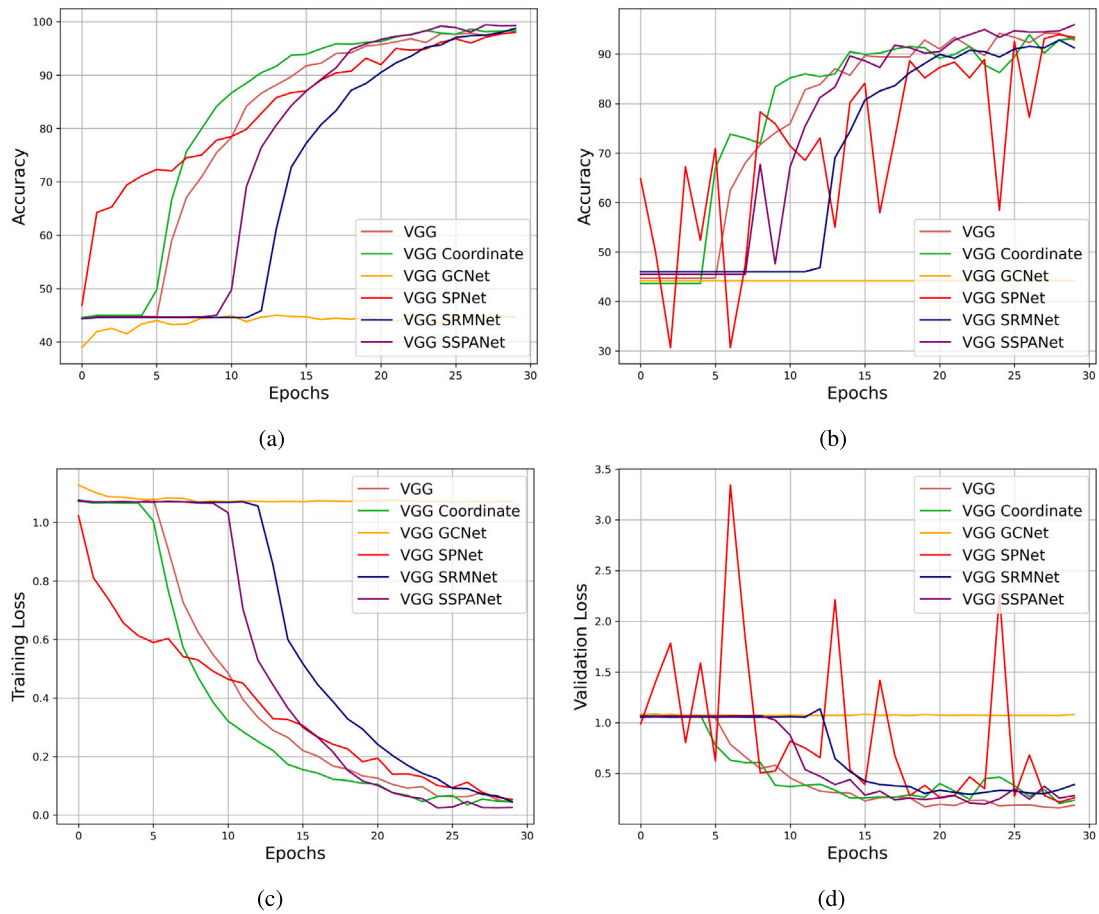 100
90
80
70
60
50
40
Accuracy
0
5
10
15
20
25
30
Epochs
VGG
VGG Coordinate
VGG GCNet
VGG SPNet
VGG SRMNet
VGG SSPANet
(a)
90
80
70
60
50
40
30
Accuracy
0
5
10
15
20
25
30
Epochs
VGG
VGG Coordinate
VGG GCNet
VGG SPNet
VGG SRMNet
VGG SSPANet
(b)
1.0
0.8
0.6
0.4
0.2
0.0
Training Loss
0
5
10
15
20
25
30
Epochs
VGG
VGG Coordinate
VGG GCNet
VGG SPNet
VGG SRMNet
VGG SSPANet
(c)
3.5
3.0
2.5
2.0
1.5
1.0
0.5
Validation Loss
0
5
10
15
20
25
30
Epochs
VGG
VGG Coordinate
VGG GCNet
VGG SPNet
VGG SRMNet
VGG SSPANet
(d)